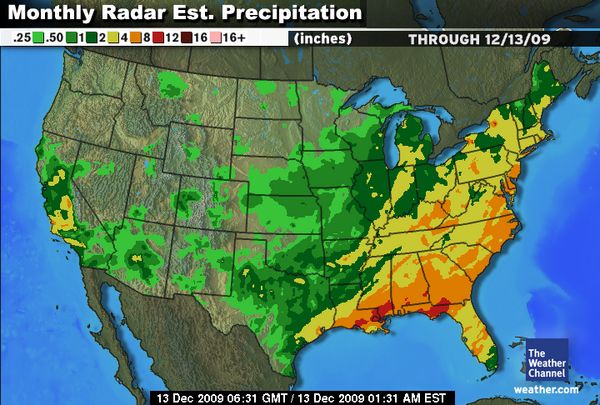 Monthly Radar Est. Precipitation
.25 .50 1 2 4 8 12 16 16+ (inches) THROUGH 12/13/09
The
Weather
Channel
weather.com
13 Dec 2009 06:31 GMT / 13 Dec 2009 01:31 AM EST